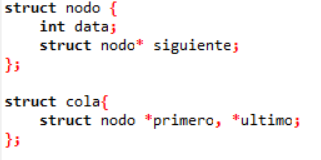 struct nodo {
    int data;
    struct nodo* siguiente;
};

struct cola{
    struct nodo *primero, *ultimo;
};